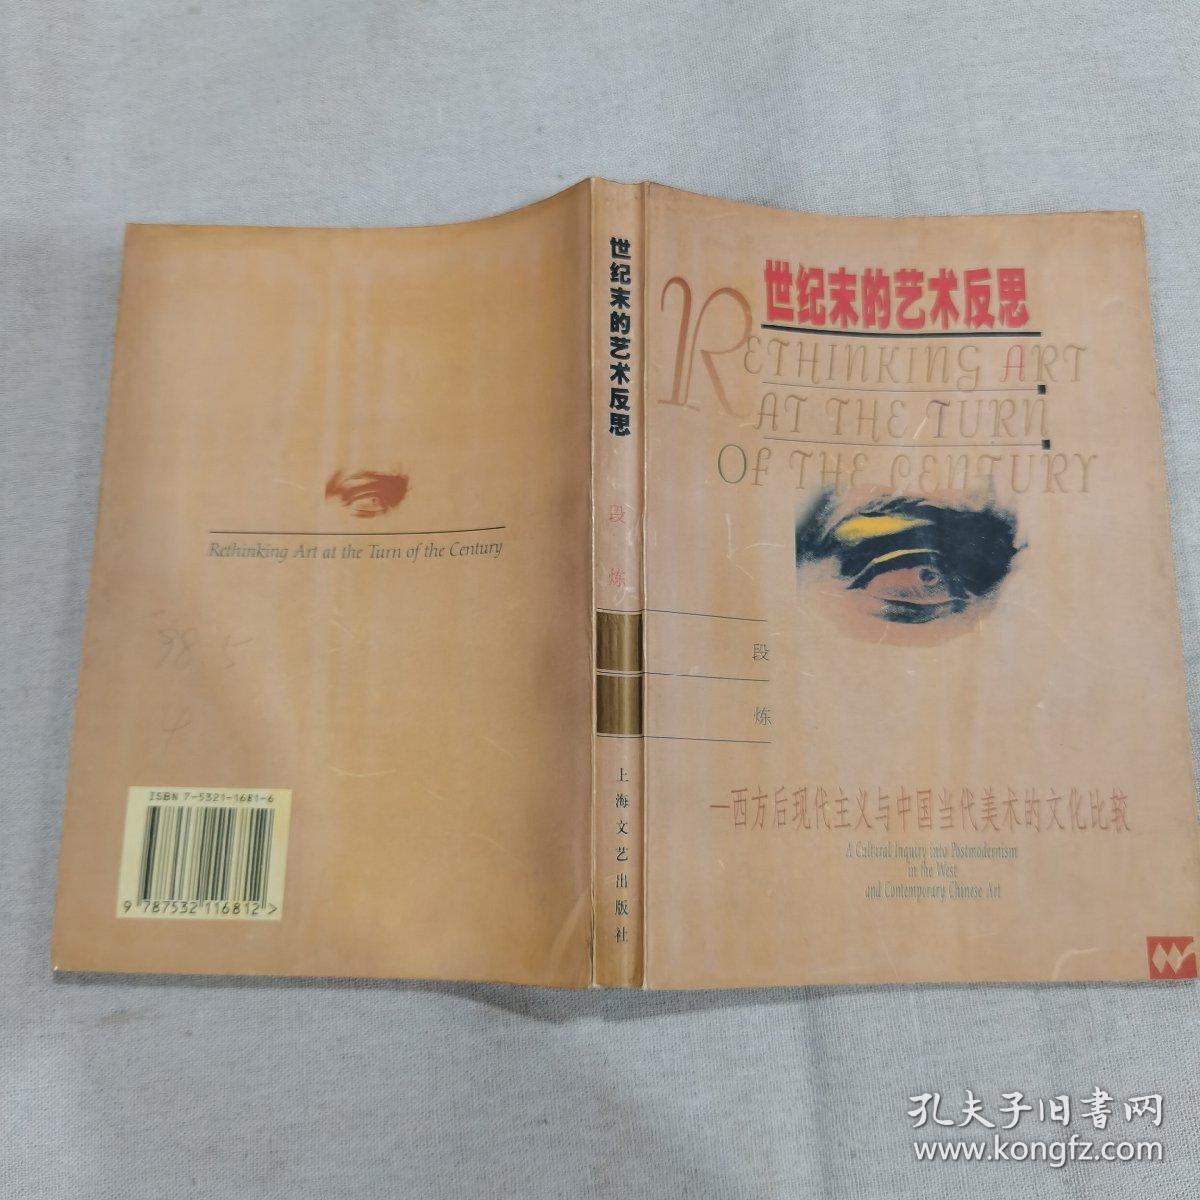 世纪末的艺术反思
RETHINKING ART
AT THE TURN
OF THE CENTURY
段
炼
—西方后现代主义与中国当代美术的文化比较
A Cultural Inquiry into Postmodernism
in the West
and Contemporary Chinese Art
世纪末的艺术反思
段炼
上海文艺出版社
Rethinking Art at the Turn of the Century
98.5
4
ISBN 7-5321-1681-6
9 787532 116812 >
孔夫子旧书网
www.kongfz.com